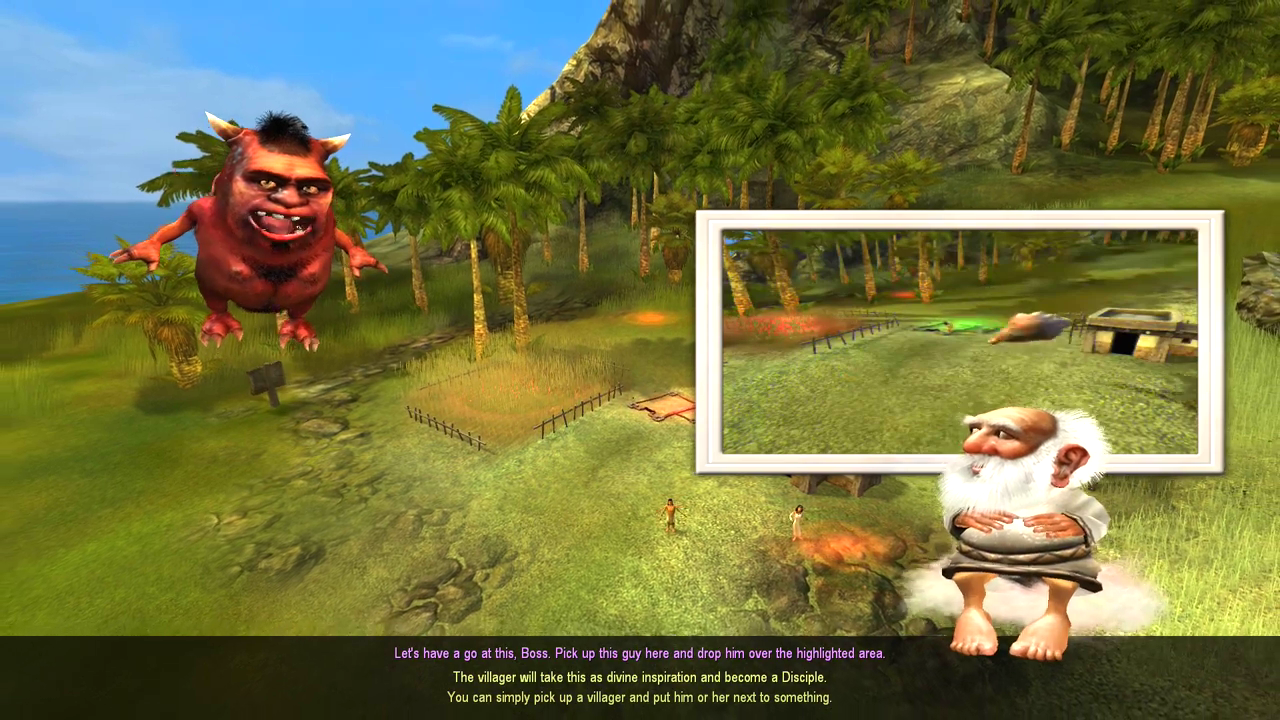 Let's have a go at this, Boss. Pick up this guy here and drop him over the highlighted area.
The villager will take this as divine inspiration and become a Disciple.
You can simply pick up a villager and put him or her next to something.